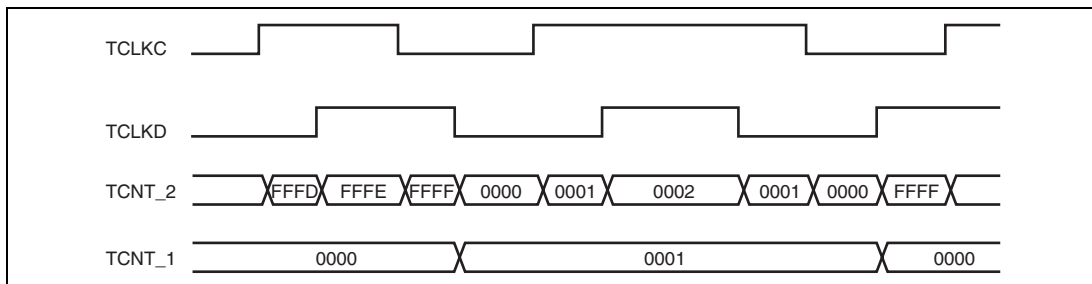 TCLKC
TCLKD
TCNT_2 FFFD FFFE FFFF 0000 0001 0002 0001 0000 FFFF
TCNT_1 0000 0001 0000